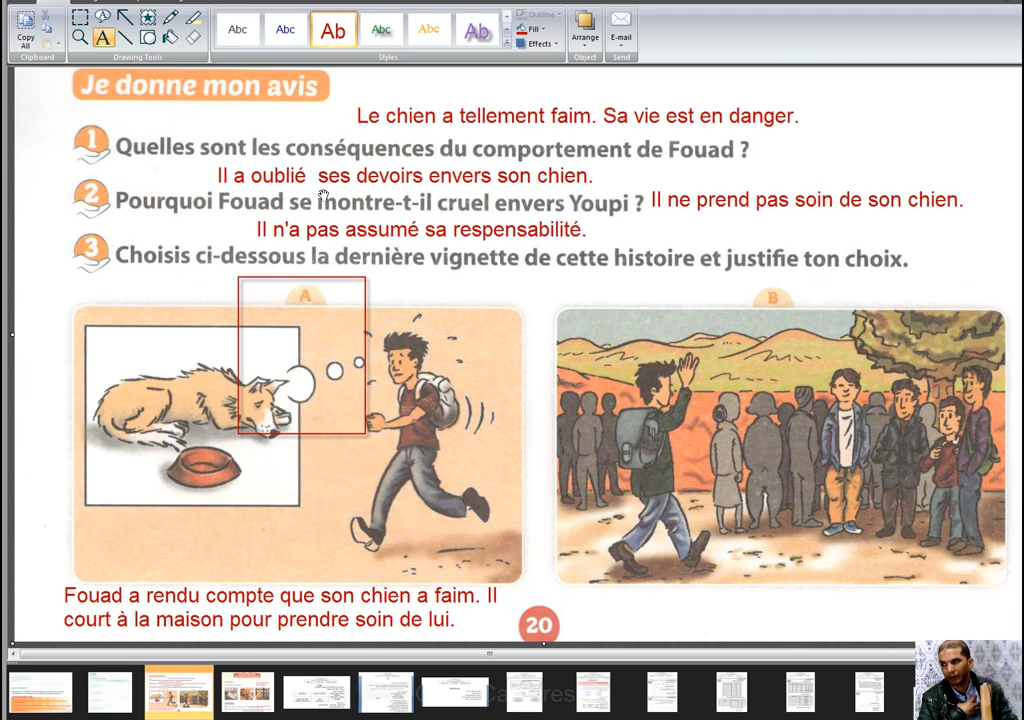 Copy
All
Clipboard
Drawing Tools
Abc Abc Ab Abc Abc Ab
Styles
Outline
Fill
Effects
Arrange
Object
E-mail
Send
Je donne mon avis
Le chien a tellement faim. Sa vie est en danger.
1 Quelles sont les conséquences du comportement de Fouad ?
Il a oublié ses devoirs envers son chien.
2 Pourquoi Fouad se montre-t-il cruel envers Youpi ? Il ne prend pas soin de son chien.
Il n'a pas assumé sa respensabilité.
3 Choisis ci-dessous la dernière vignette de cette histoire et justifie ton choix.
A
B
Fouad a rendu compte que son chien a faim. Il
court à la maison pour prendre soin de lui.
20